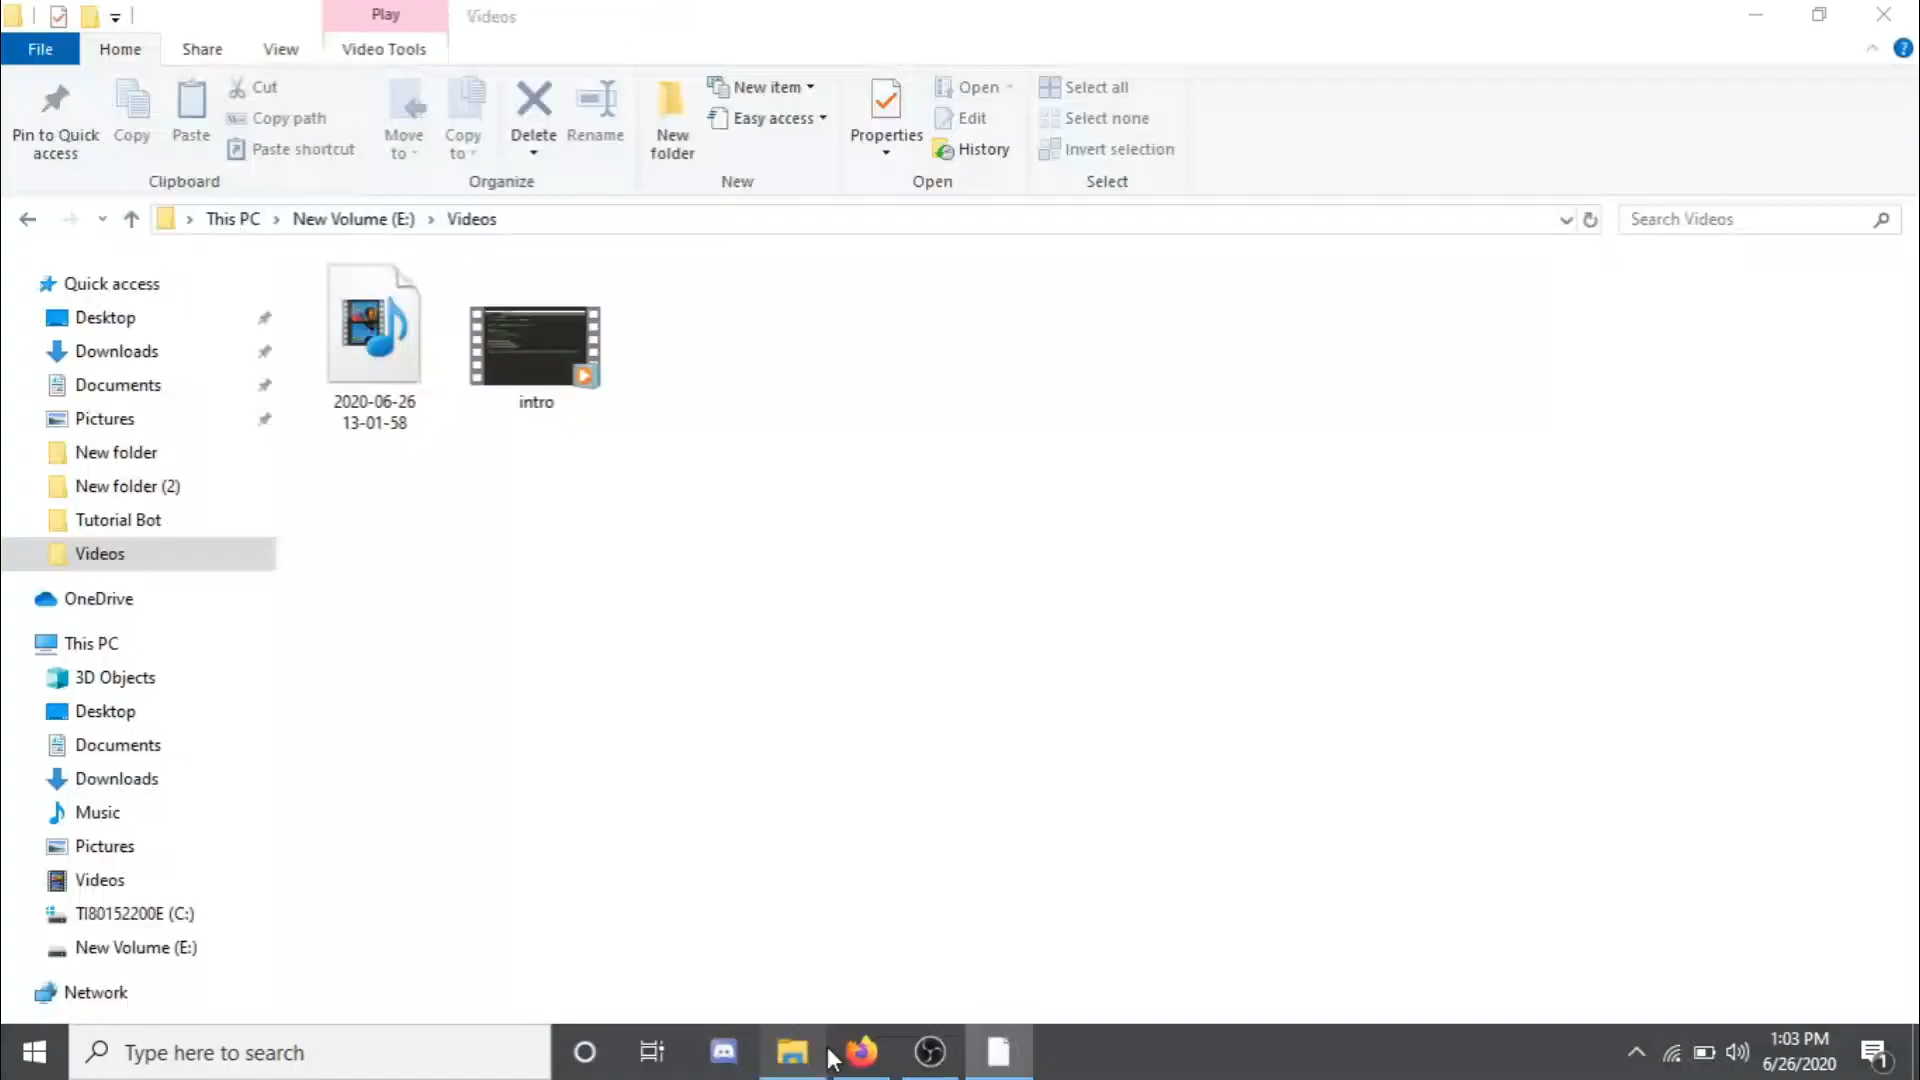 Play
Videos
File
Home
Share
View
Video Tools
Pin to Quick
access
Copy
Paste
Cut
Copy path
Paste shortcut
Clipboard
Move
to
Copy
to
Delete
Rename
Organize
New
folder
New item
Easy access
New
Properties
Open
Edit
History
Open
Select all
Select none
Invert selection
Select
This PC
New Volume (E:)
Videos
Search Videos
Quick access
Desktop
Downloads
Documents
Pictures
New folder
New folder (2)
Tutorial Bot
Videos
OneDrive
This PC
3D Objects
Desktop
Documents
Downloads
Music
Pictures
Videos
TI80152200E (C:)
New Volume (E:)
Network
2020-06-26
13-01-58
intro
Type here to search
1:03 PM
6/26/2020
1